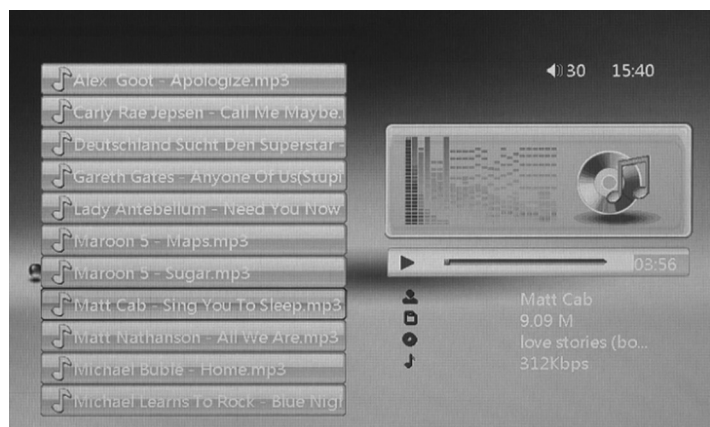 Alex Goot - Apologize.mp3
Carly Rae Jepsen - Call Me Maybe.
Deutschland Sucht Den Superstar -
Gareth Gates - Anyone Of Us(Stupi
Lady Antebellum - Need You Now
Maroon 5 - Maps.mp3
Maroon 5 - Sugar.mp3
Matt Cab - Sing You To Sleep.mp3
Matt Nathanson - All We Are.mp3
Michael Bublé - Home.mp3
Michael Learns To Rock - Blue Nigh
30 15:40
03:56
Matt Cab
9.09 M
love stories (bo...
312Kbps